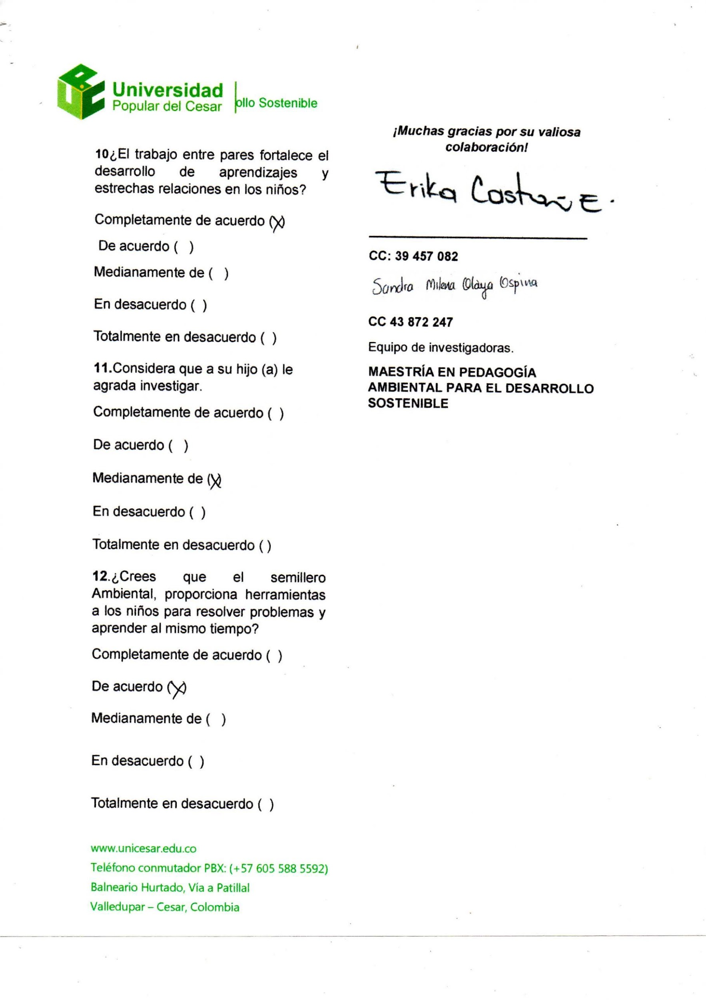 Universidad
Popular del Cesar
ollo Sostenible
10¿El trabajo entre pares fortalece el
desarrollo de aprendizajes y
estrechas relaciones en los niños?
Completamente de acuerdo (X)
De acuerdo ( )
Medianamente de ( )
En desacuerdo ( )
Totalmente en desacuerdo ( )
11.Considera que a su hijo (a) le
agrada investigar.
Completamente de acuerdo ( )
De acuerdo ( )
Medianamente de (X)
En desacuerdo ( )
Totalmente en desacuerdo ( )
12.¿Crees que el semillero
Ambiental, proporciona herramientas
a los niños para resolver problemas y
aprender al mismo tiempo?
Completamente de acuerdo ( )
De acuerdo (X)
Medianamente de ( )
En desacuerdo ( )
Totalmente en desacuerdo ( )
¡Muchas gracias por su valiosa
colaboración!
Erika Castañ E.
CC: 39 457 082
Sandra Milena Olaya Ospina
CC 43 872 247
Equipo de investigadoras.
MAESTRÍA EN PEDAGOGÍA
AMBIENTAL PARA EL DESARROLLO
SOSTENIBLE
www.unicesar.edu.co
Teléfono conmutador PBX: (+57 605 588 5592)
Balneario Hurtado, Vía a Patillal
Valledupar – Cesar, Colombia